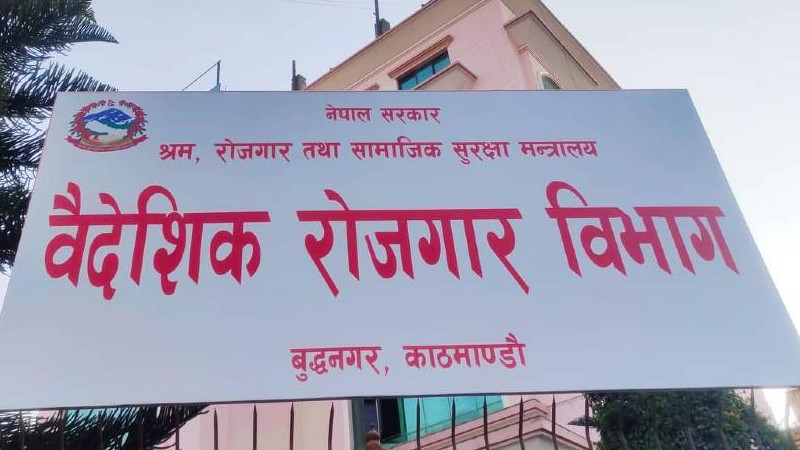 नेपाल सरकार
श्रम, रोजगार तथा सामाजिक सुरक्षा मन्त्रालय
वैदेशिक रोजगार विभाग
बुद्धनगर, काठमाण्डौ